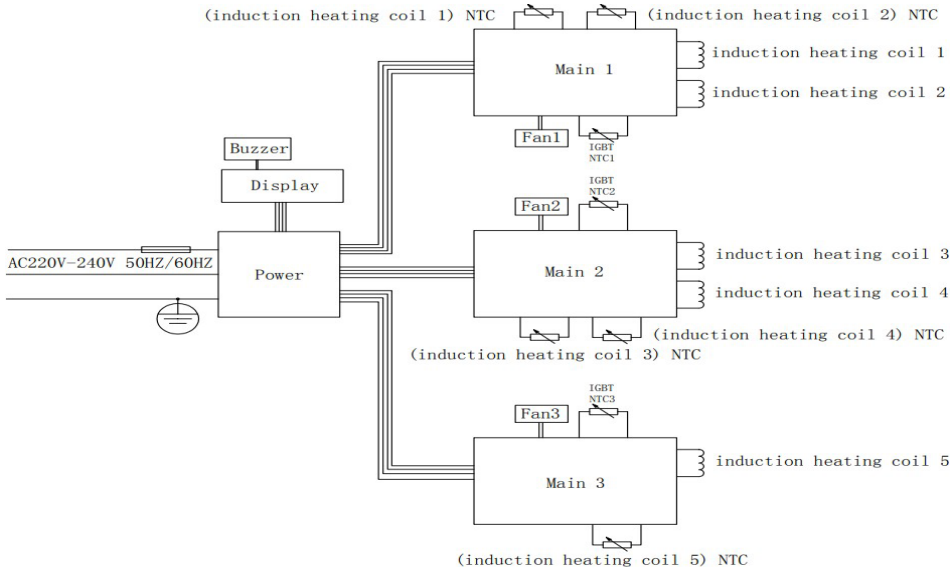 (induction heating coil 1) NTC
(induction heating coil 2) NTC
Main 1
induction heating coil 1
induction heating coil 2
Fan1
IGBT
NTC1
Buzzer
Display
Power
AC220V-240V 50HZ/60HZ
Fan2
IGBT
NTC2
Main 2
induction heating coil 3
induction heating coil 4
(induction heating coil 4) NTC
(induction heating coil 3) NTC
Fan3
IGBT
NTC3
Main 3
induction heating coil 5
(induction heating coil 5) NTC